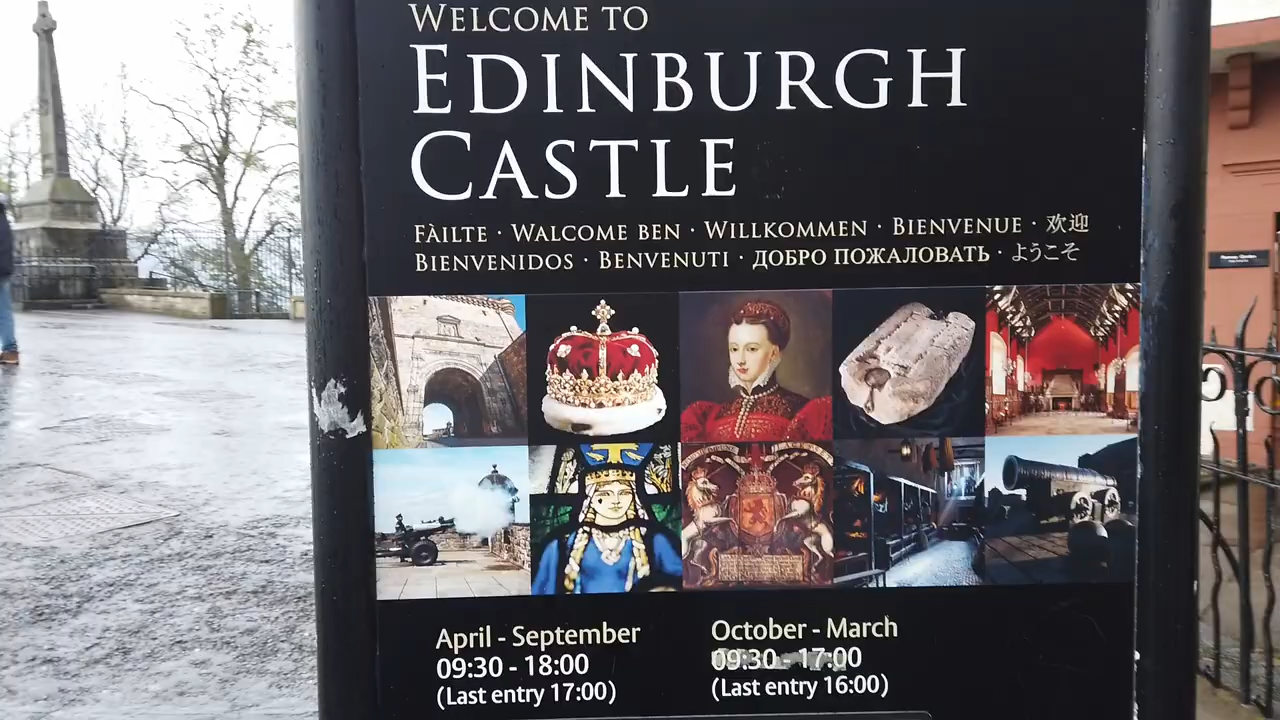 WELCOME TO
EDINBURGH
CASTLE
FÀILTE · WALCOME BEN · WILLKOMMEN · BIENVENUE · 欢迎
BIENVENIDOS · BENVENUTI · ДОБРО ПОЖАЛОВАТЬ · ようこそ
April - September
09:30 - 18:00
(Last entry 17:00)
October - March
09:30 - 17:00
(Last entry 16:00)